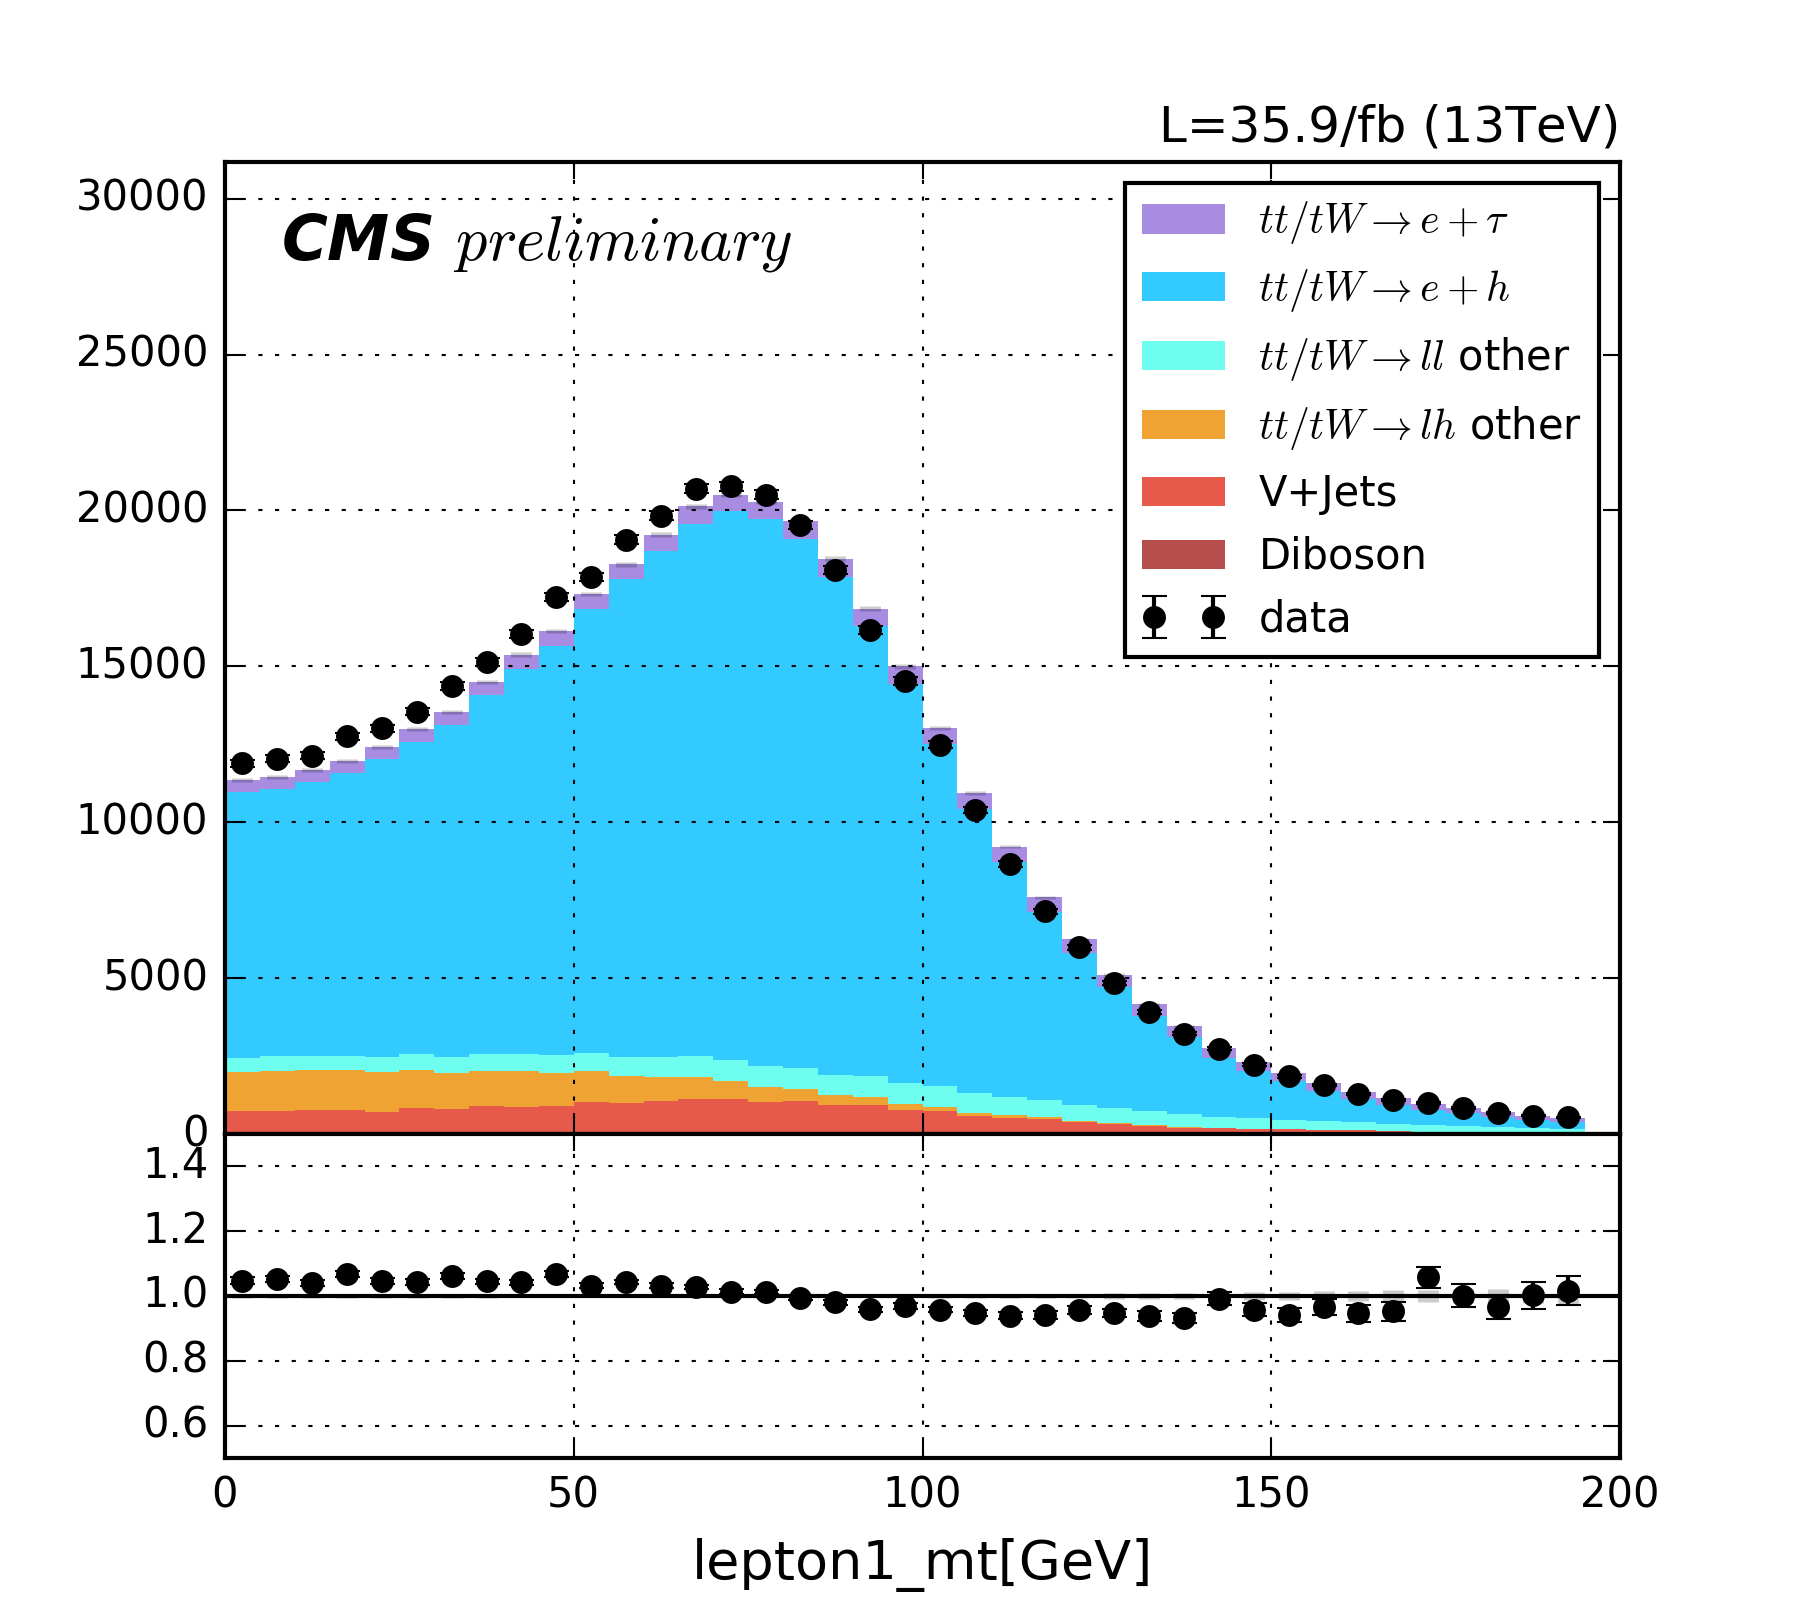 L=35.9/fb (13TeV)
CMS preliminary
30000
25000
20000
15000
10000
5000
0
tt/tW→e+τ
tt/tW→e+h
tt/tW→ll other
tt/tW→lh other
V+Jets
Diboson
data
1.4
1.2
1.0
0.8
0.6
0 50 100 150 200
lepton1_mt[GeV]